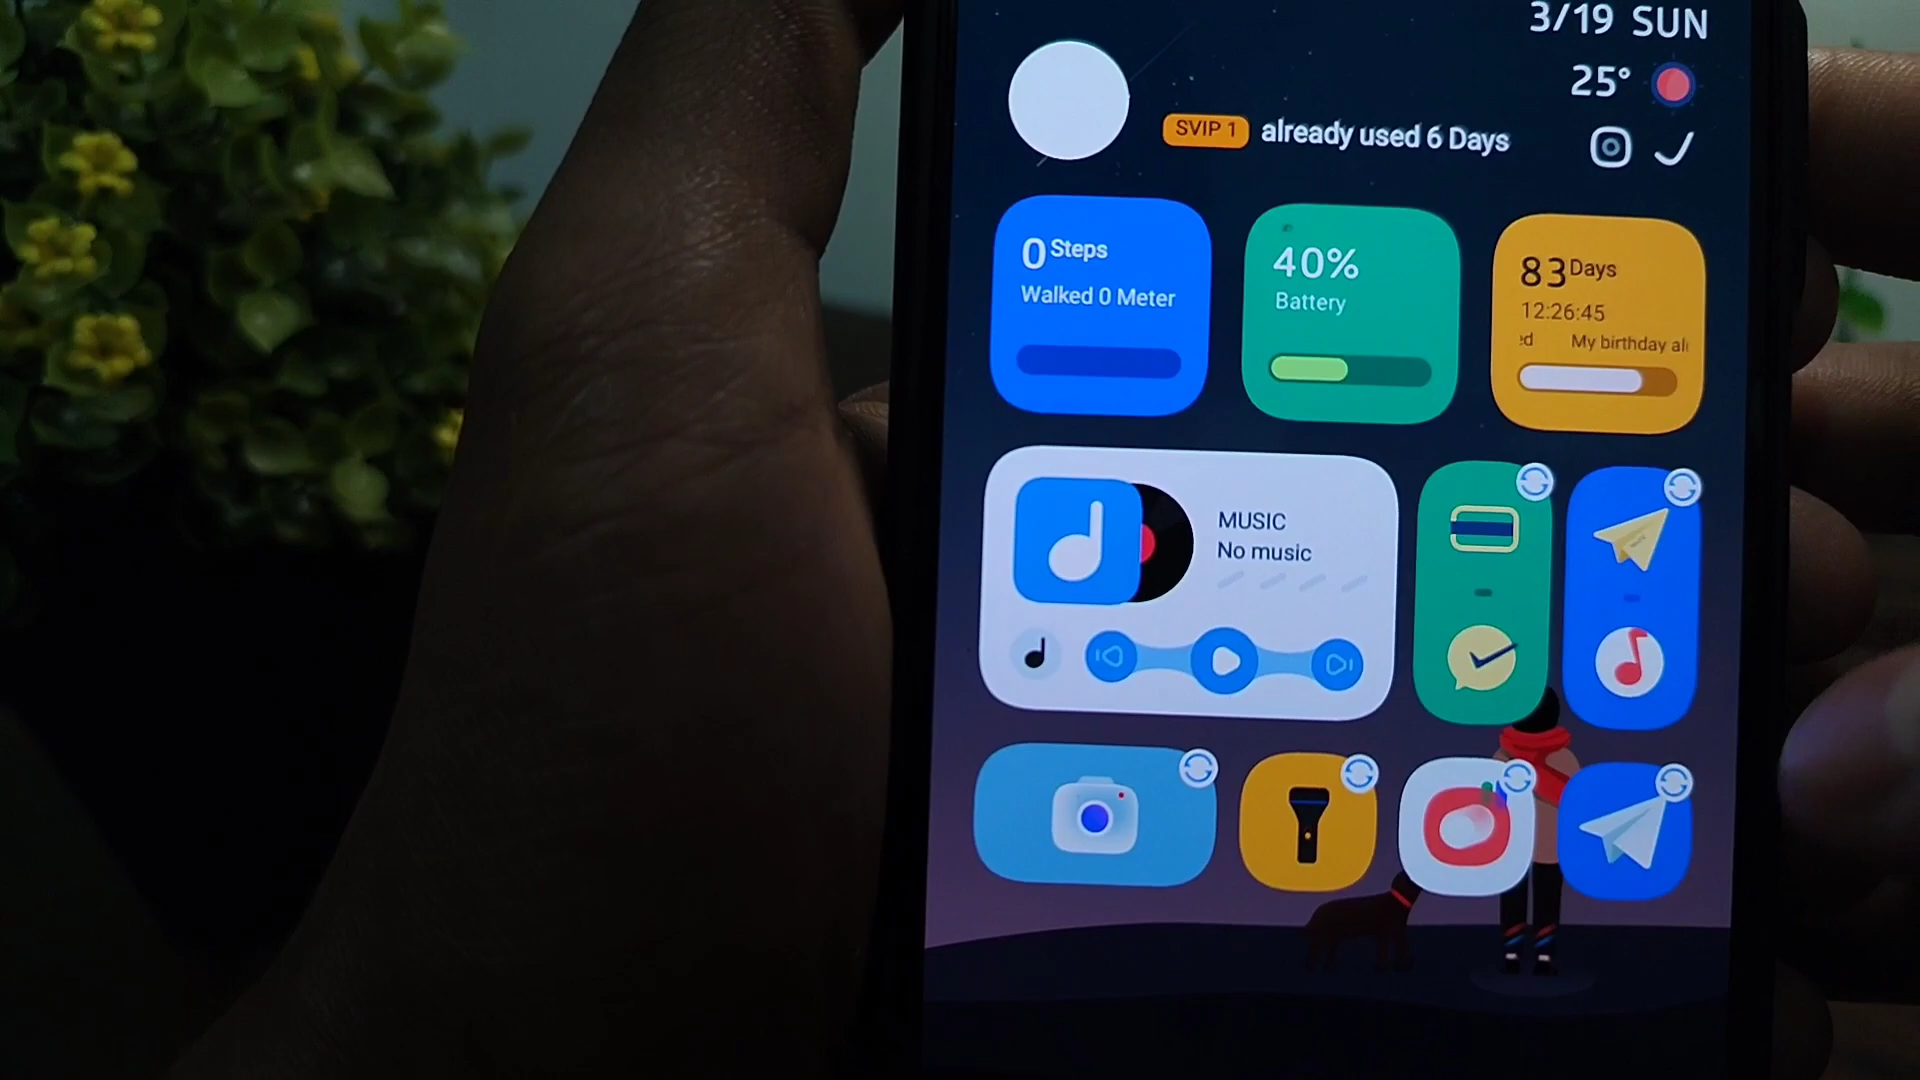 3/19 SUN
25°
SVIP 1 already used 6 Days
0 Steps
Walked 0 Meter
40%
Battery
83 Days
12:26:45
My birthday
MUSIC
No music